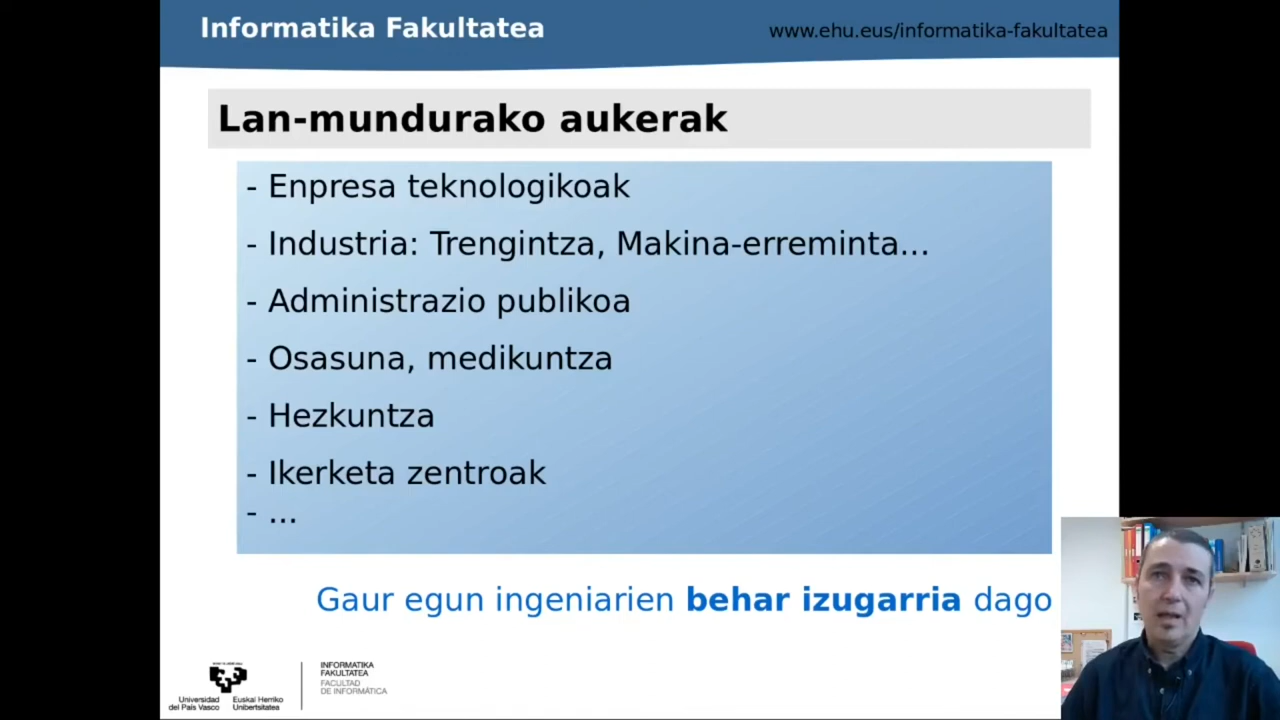 Informatika Fakultatea
www.ehu.eus/informatika-fakultatea
Lan-mundurako aukerak
- Enpresa teknologikoak
- Industria: Trengintza, Makina-erreminta...
- Administrazio publikoa
- Osasuna, medikuntza
- Hezkuntza
- Ikerketa zentroak
- ...
Gaur egun ingeniarien behar izugarria dago
Universidad del País Vasco
Euskal Herriko Unibertsitatea
INFORMATIKA
FAKULTATEA
FACULTAD
DE INFORMÁTICA